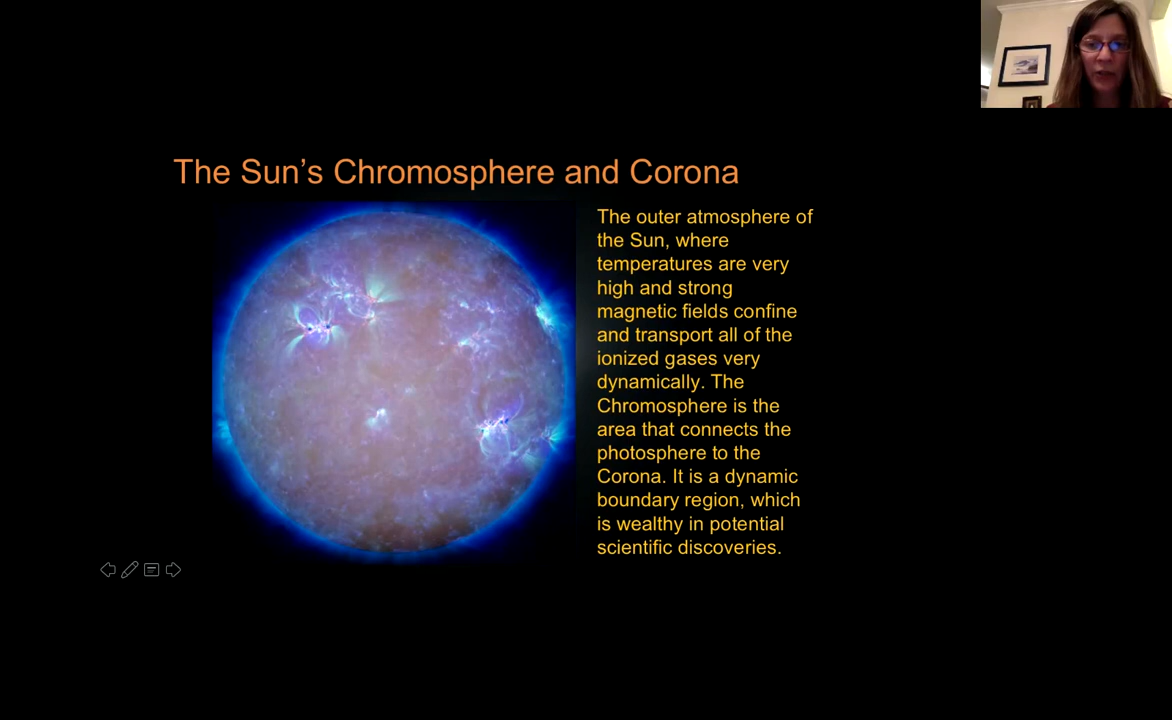 The Sun’s Chromosphere and Corona
The outer atmosphere of
the Sun, where
temperatures are very
high and strong
magnetic fields confine
and transport all of the
ionized gases very
dynamically. The
Chromosphere is the
area that connects the
photosphere to the
Corona. It is a dynamic
boundary region, which
is wealthy in potential
scientific discoveries.